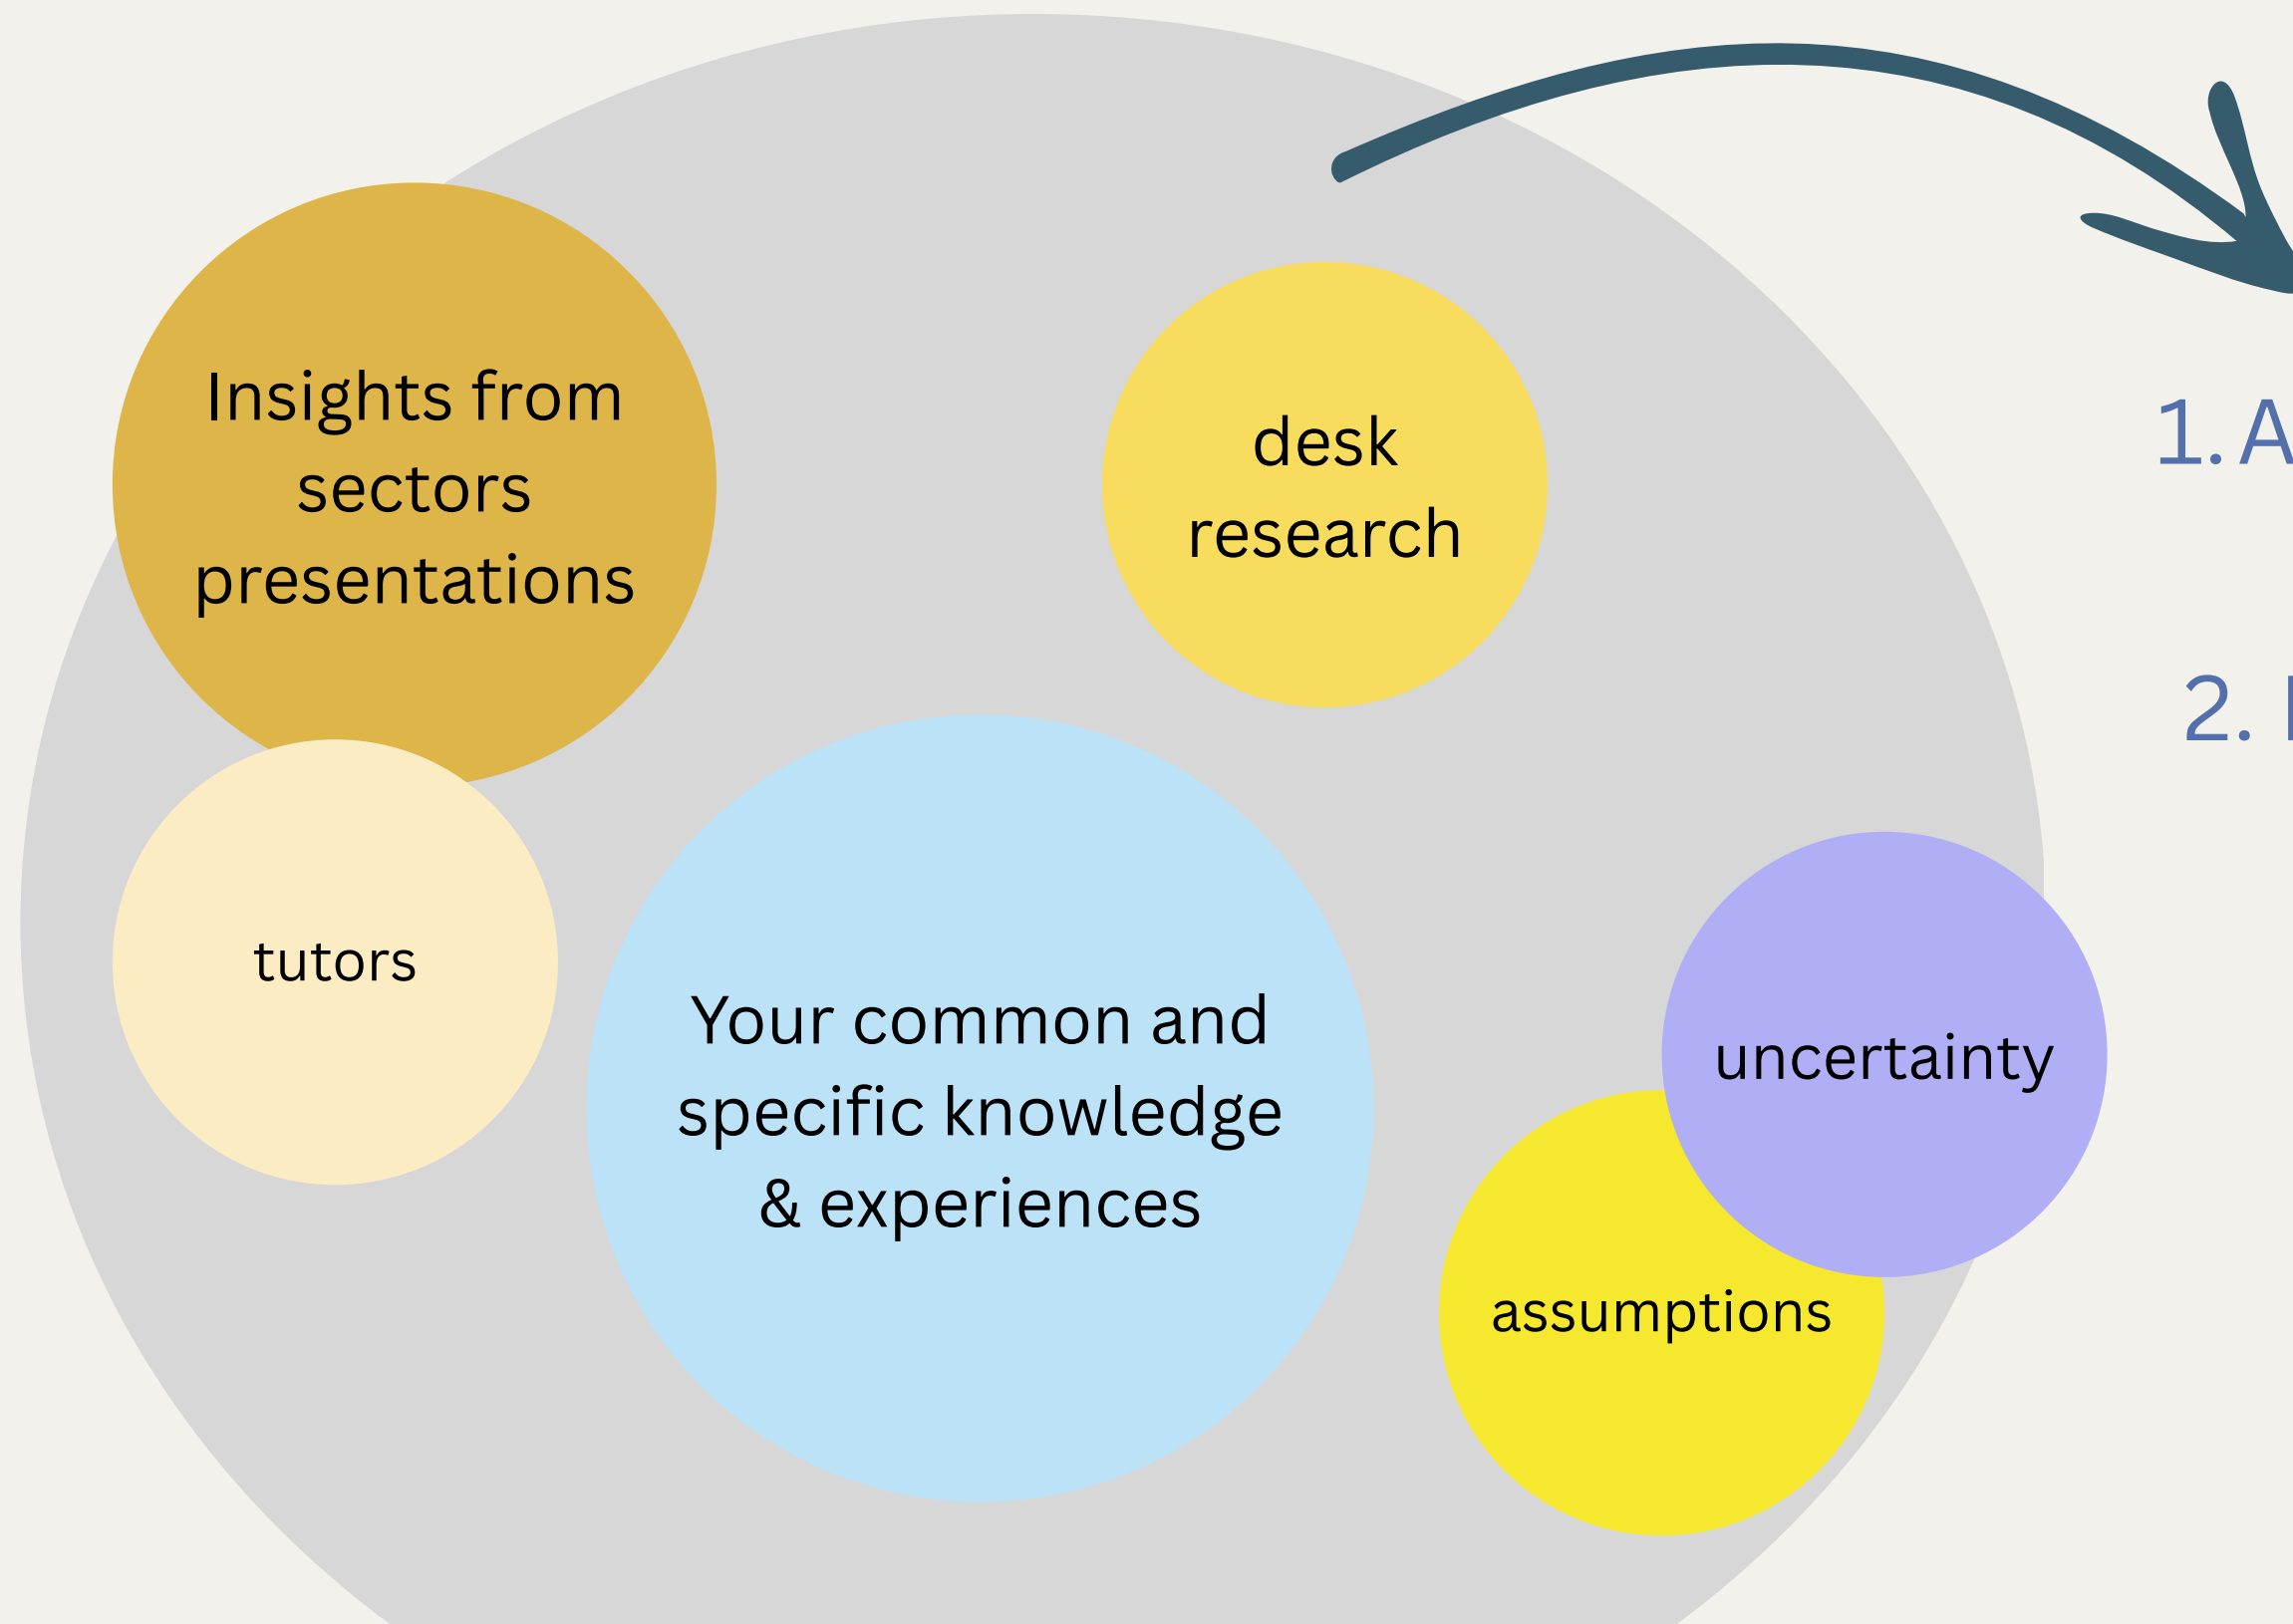 Insights from
sectors
presentations
desk
research
1. A
2.
tutors
Your common and
specific knowledge
& experiences
uncertainty
assumptions